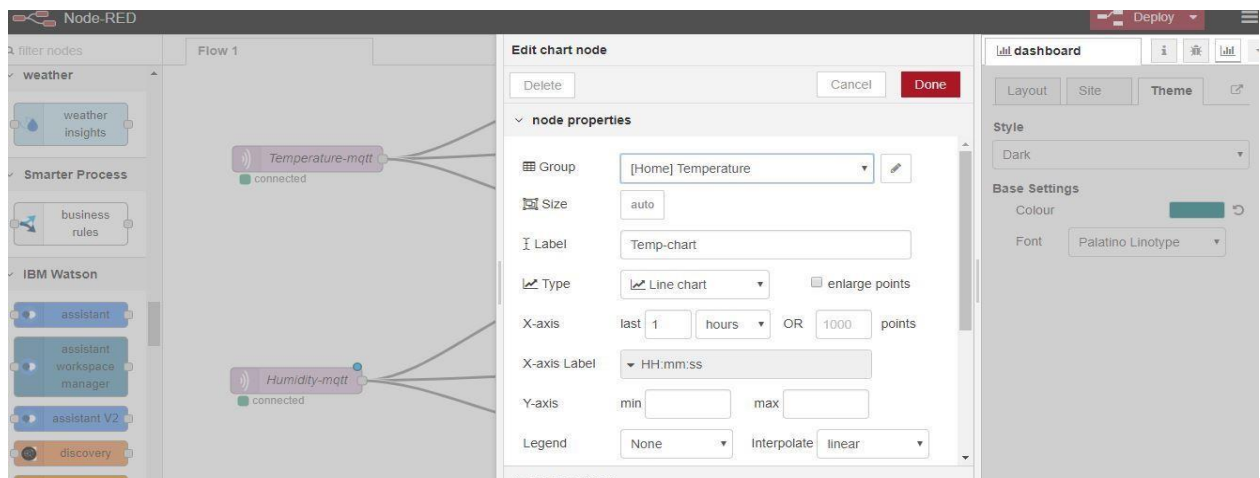 Node-RED
Deploy
filter nodes
weather
weather
insights
Smarter Process
business
rules
IBM Watson
assistant
assistant
workspace
manager
assistant V2
discovery
Flow 1
Temperature-mqtt
connected
Humidity-mqtt
connected
Edit chart node
Delete
Cancel
Done
node properties
Group
[Home] Temperature
Size
auto
Label
Temp-chart
Type
Line chart
enlarge points
X-axis
last
1
hours
OR
1000
points
X-axis Label
HH:mm:ss
Y-axis
min
max
Legend
None
Interpolate
linear
dashboard
i
Layout
Site
Theme
Style
Dark
Base Settings
Colour
Font
Palatino Linotype